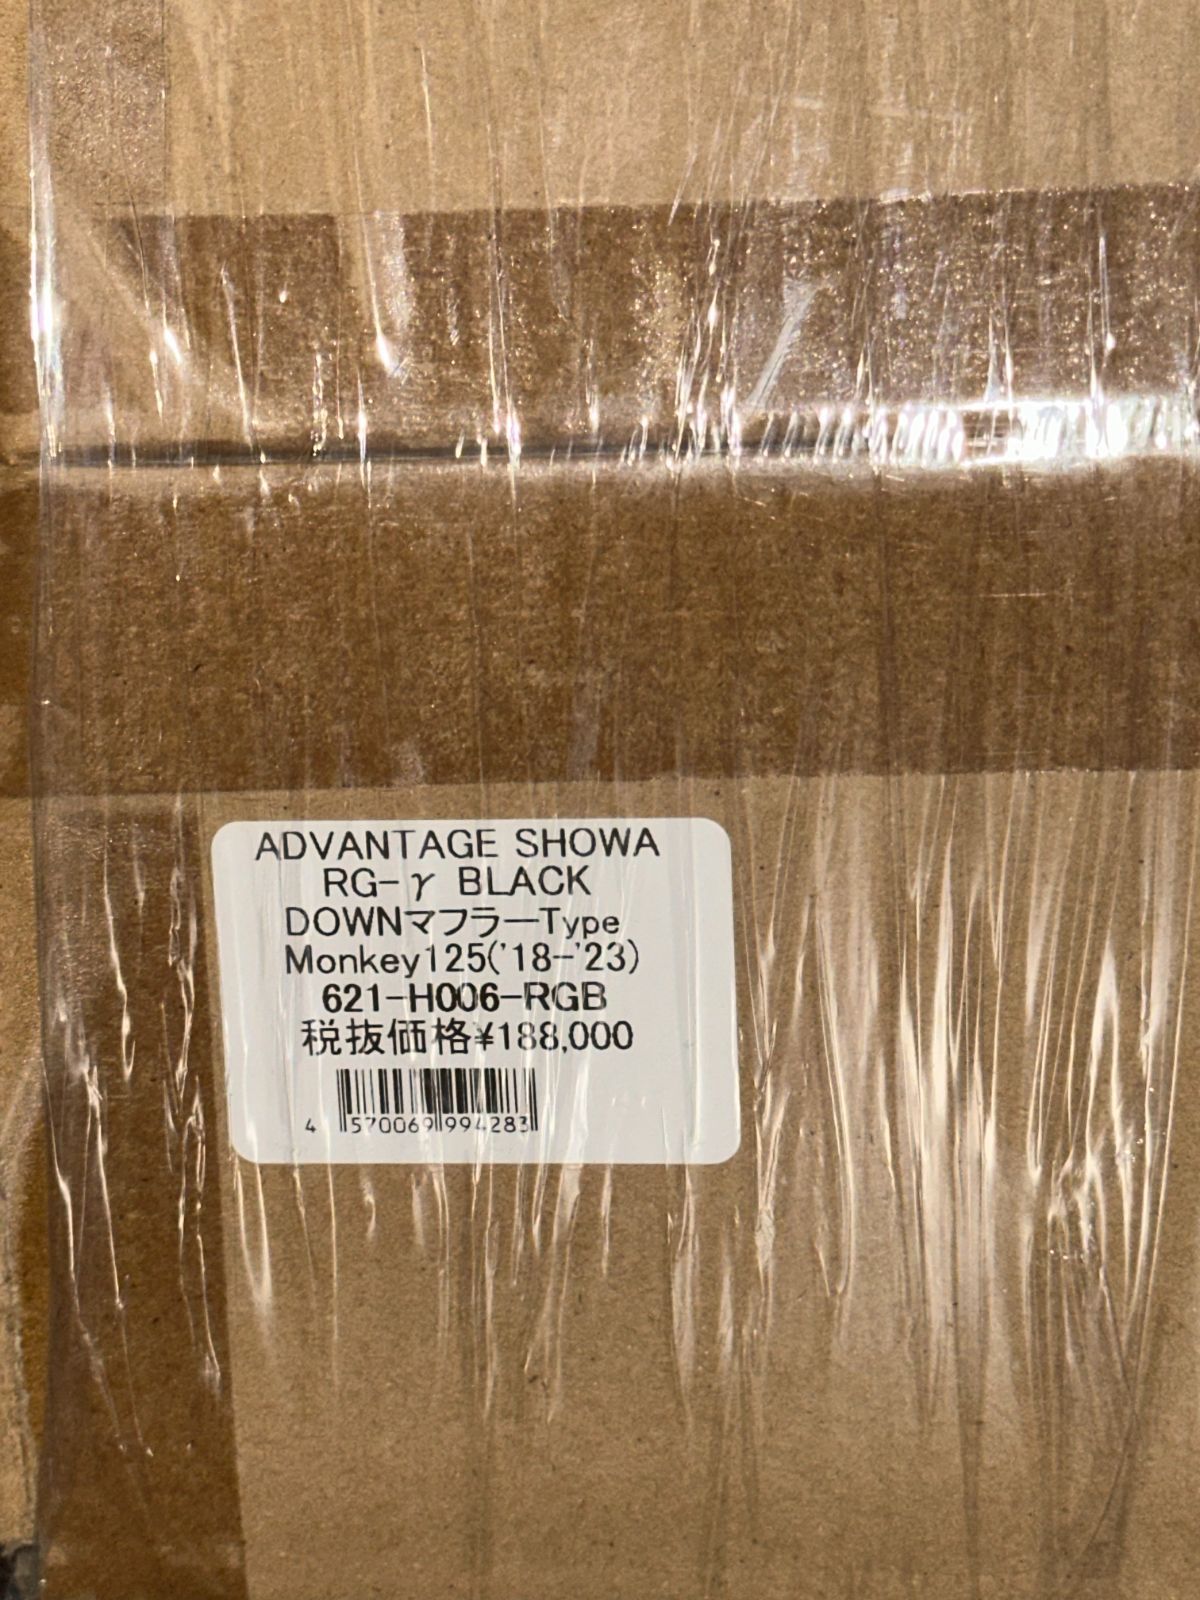 ADVANTAGE SHOWA
RG-γ BLACK
DOWNマフラーType
Monkey125('18-'23)
621-H006-RGB
税抜価格¥188,000
4 570069 994283